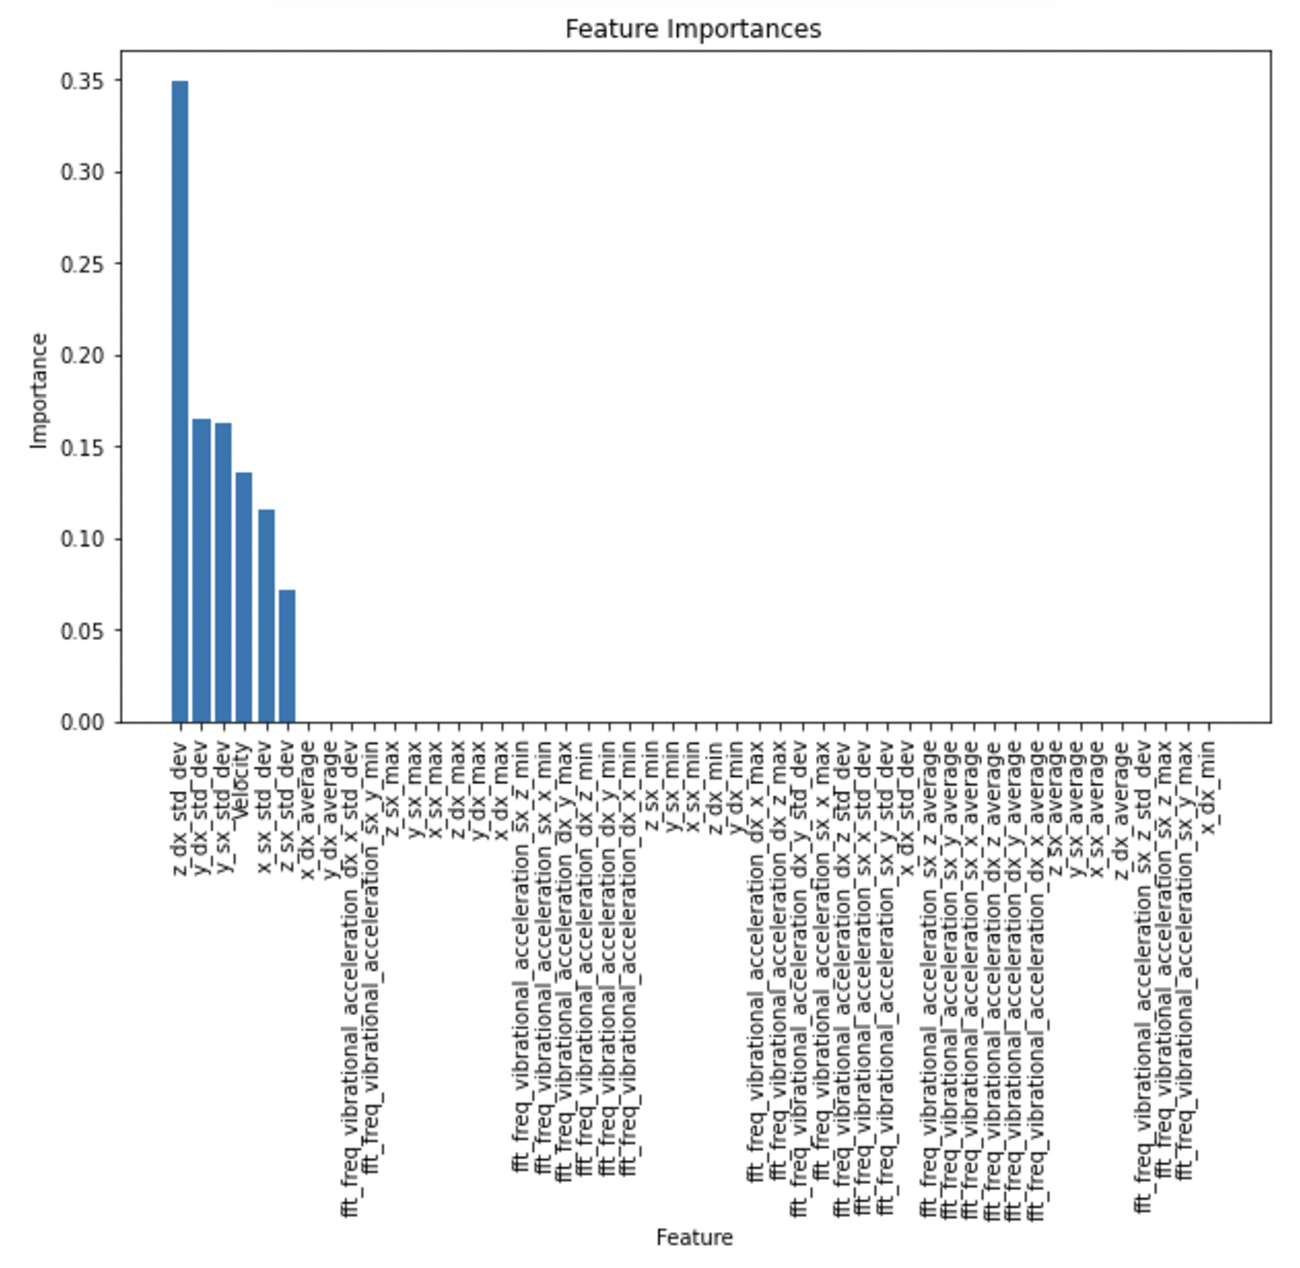 Feature Importances
Importance
0.35
0.30
0.25
0.20
0.15
0.10
0.05
0.00
z_dx_std_dev
y_dx_std_dev
y_sx_std_dev
Velocity
x_sx_std_dev
z_sx_std_dev
x_dx_average
y_dx_average
fft_freq_vibrational_acceleration_dx_x_std_dev
fft_freq_vibrational_acceleration_sx_y_min
z_sx_max
y_sx_max
x_sx_max
z_dx_max
y_dx_max
x_dx_max
fft_freq_vibrational_acceleration_sx_z_min
fft_freq_vibrational_acceleration_sx_x_min
fft_freq_vibrational_acceleration_dx_y_max
fft_freq_vibrational_acceleration_dx_z_min
fft_freq_vibrational_acceleration_dx_y_min
fft_freq_vibrational_acceleration_dx_x_min
z_sx_min
y_sx_min
x_sx_min
z_dx_min
y_dx_min
fft_freq_vibrational_acceleration_dx_x_max
fft_freq_vibrational_acceleration_dx_z_max
fft_freq_vibrational_acceleration_dx_y_std_dev
fft_freq_vibrational_acceleration_sx_x_max
fft_freq_vibrational_acceleration_dx_z_std_dev
fft_freq_vibrational_acceleration_sx_x_std_dev
fft_freq_vibrational_acceleration_sx_y_std_dev
x_dx_std_dev
fft_freq_vibrational_acceleration_sx_z_average
fft_freq_vibrational_acceleration_sx_y_average
fft_freq_vibrational_acceleration_sx_x_average
fft_freq_vibrational_acceleration_dx_z_average
fft_freq_vibrational_acceleration_dx_y_average
fft_freq_vibrational_acceleration_dx_x_average
z_sx_average
y_sx_average
x_sx_average
z_dx_average
fft_freq_vibrational_acceleration_sx_z_std_dev
fft_freq_vibrational_acceleration_sx_z_max
fft_freq_vibrational_acceleration_sx_y_max
x_dx_min
Feature